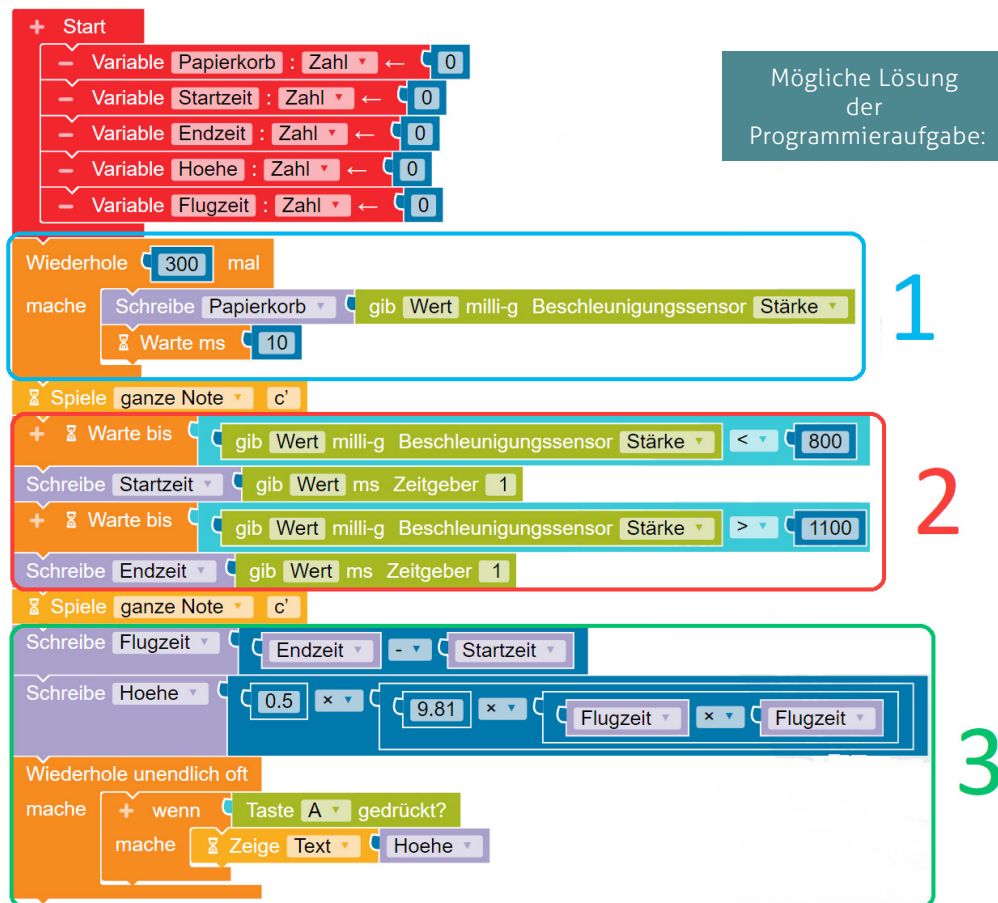 + Start
– Variable Papierkorb : Zahl ← 0
– Variable Startzeit : Zahl ← 0
– Variable Endzeit : Zahl ← 0
– Variable Hoehe : Zahl ← 0
– Variable Flugzeit : Zahl ← 0
Mögliche Lösung
der
Programmieraufgabe:
Wiederhole 300 mal
mache Schreibe Papierkorb gib Wert milli-g Beschleunigungssensor Stärke
Warte ms 10
1
Spiele ganze Note c'
+ Warte bis gib Wert milli-g Beschleunigungssensor Stärke < 800
Schreibe Startzeit gib Wert ms Zeitgeber 1
+ Warte bis gib Wert milli-g Beschleunigungssensor Stärke > 1100
Schreibe Endzeit gib Wert ms Zeitgeber 1
2
Spiele ganze Note c'
Schreibe Flugzeit Endzeit - Startzeit
Schreibe Hoehe 0.5 × 9.81 × Flugzeit × Flugzeit
Wiederhole unendlich oft
mache + wenn Taste A gedrückt?
mache Zeige Text Hoehe
3